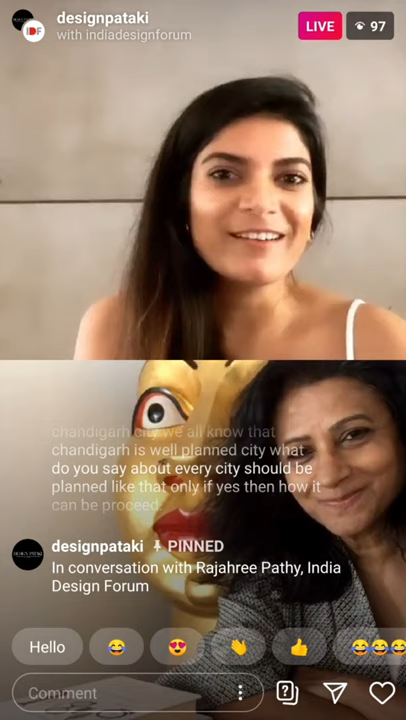 designpataki
with indiadesignforum
LIVE
97
IDF
chandigarh city we all know that
chandigarh is well planned city what
do you say about every city should be
planned like that only if yes then how it
can be proceed.
designpataki PINNED
In conversation with Rajahree Pathy, India
Design Forum
Hello
Comment